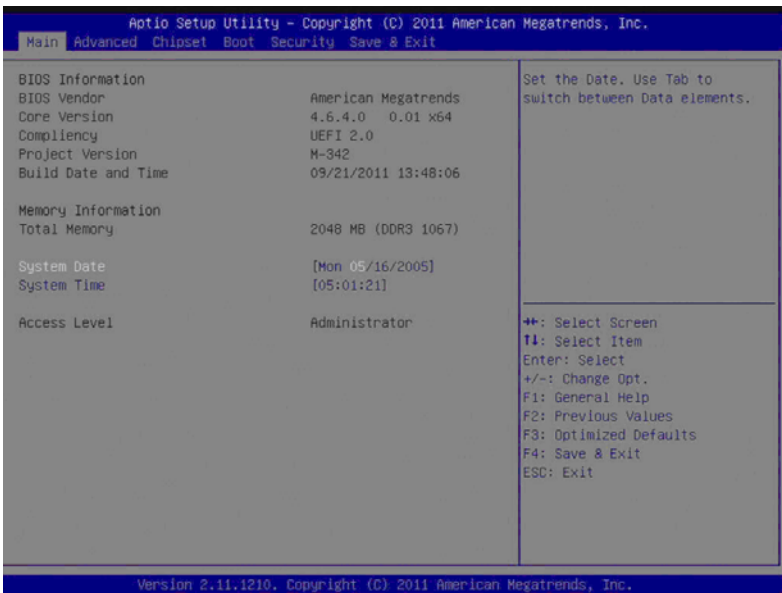 Aptio Setup Utility – Copyright (C) 2011 American Megatrends, Inc.
Main Advanced Chipset Boot Security Save & Exit
BIOS Information
BIOS Vendor American Megatrends
Core Version 4.6.4.0 0.01 x64
Compliency UEFI 2.0
Project Version M-342
Build Date and Time 09/21/2011 13:48:06
Memory Information
Total Memory 2048 MB (DDR3 1067)
System Date [Mon 05/16/2005]
System Time [05:01:21]
Access Level Administrator
Set the Date. Use Tab to
switch between Data elements.
→←: Select Screen
↑↓: Select Item
Enter: Select
+/-: Change Opt.
F1: General Help
F2: Previous Values
F3: Optimized Defaults
F4: Save & Exit
ESC: Exit
Version 2.11.1210. Copyright (C) 2011 American Megatrends, Inc.